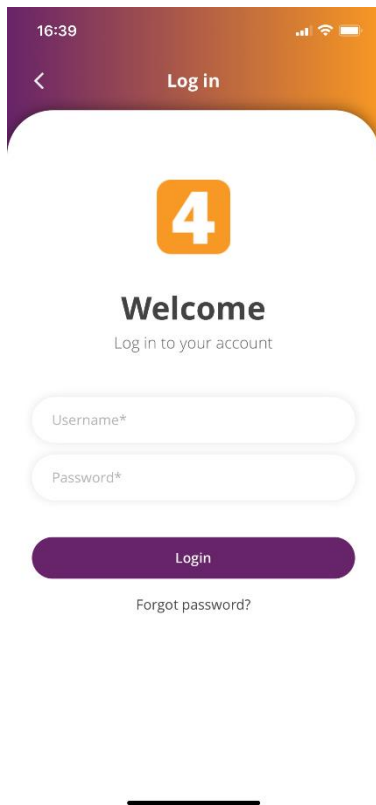 16:39
Log in
4
Welcome
Log in to your account
Username*
Password*
Login
Forgot password?